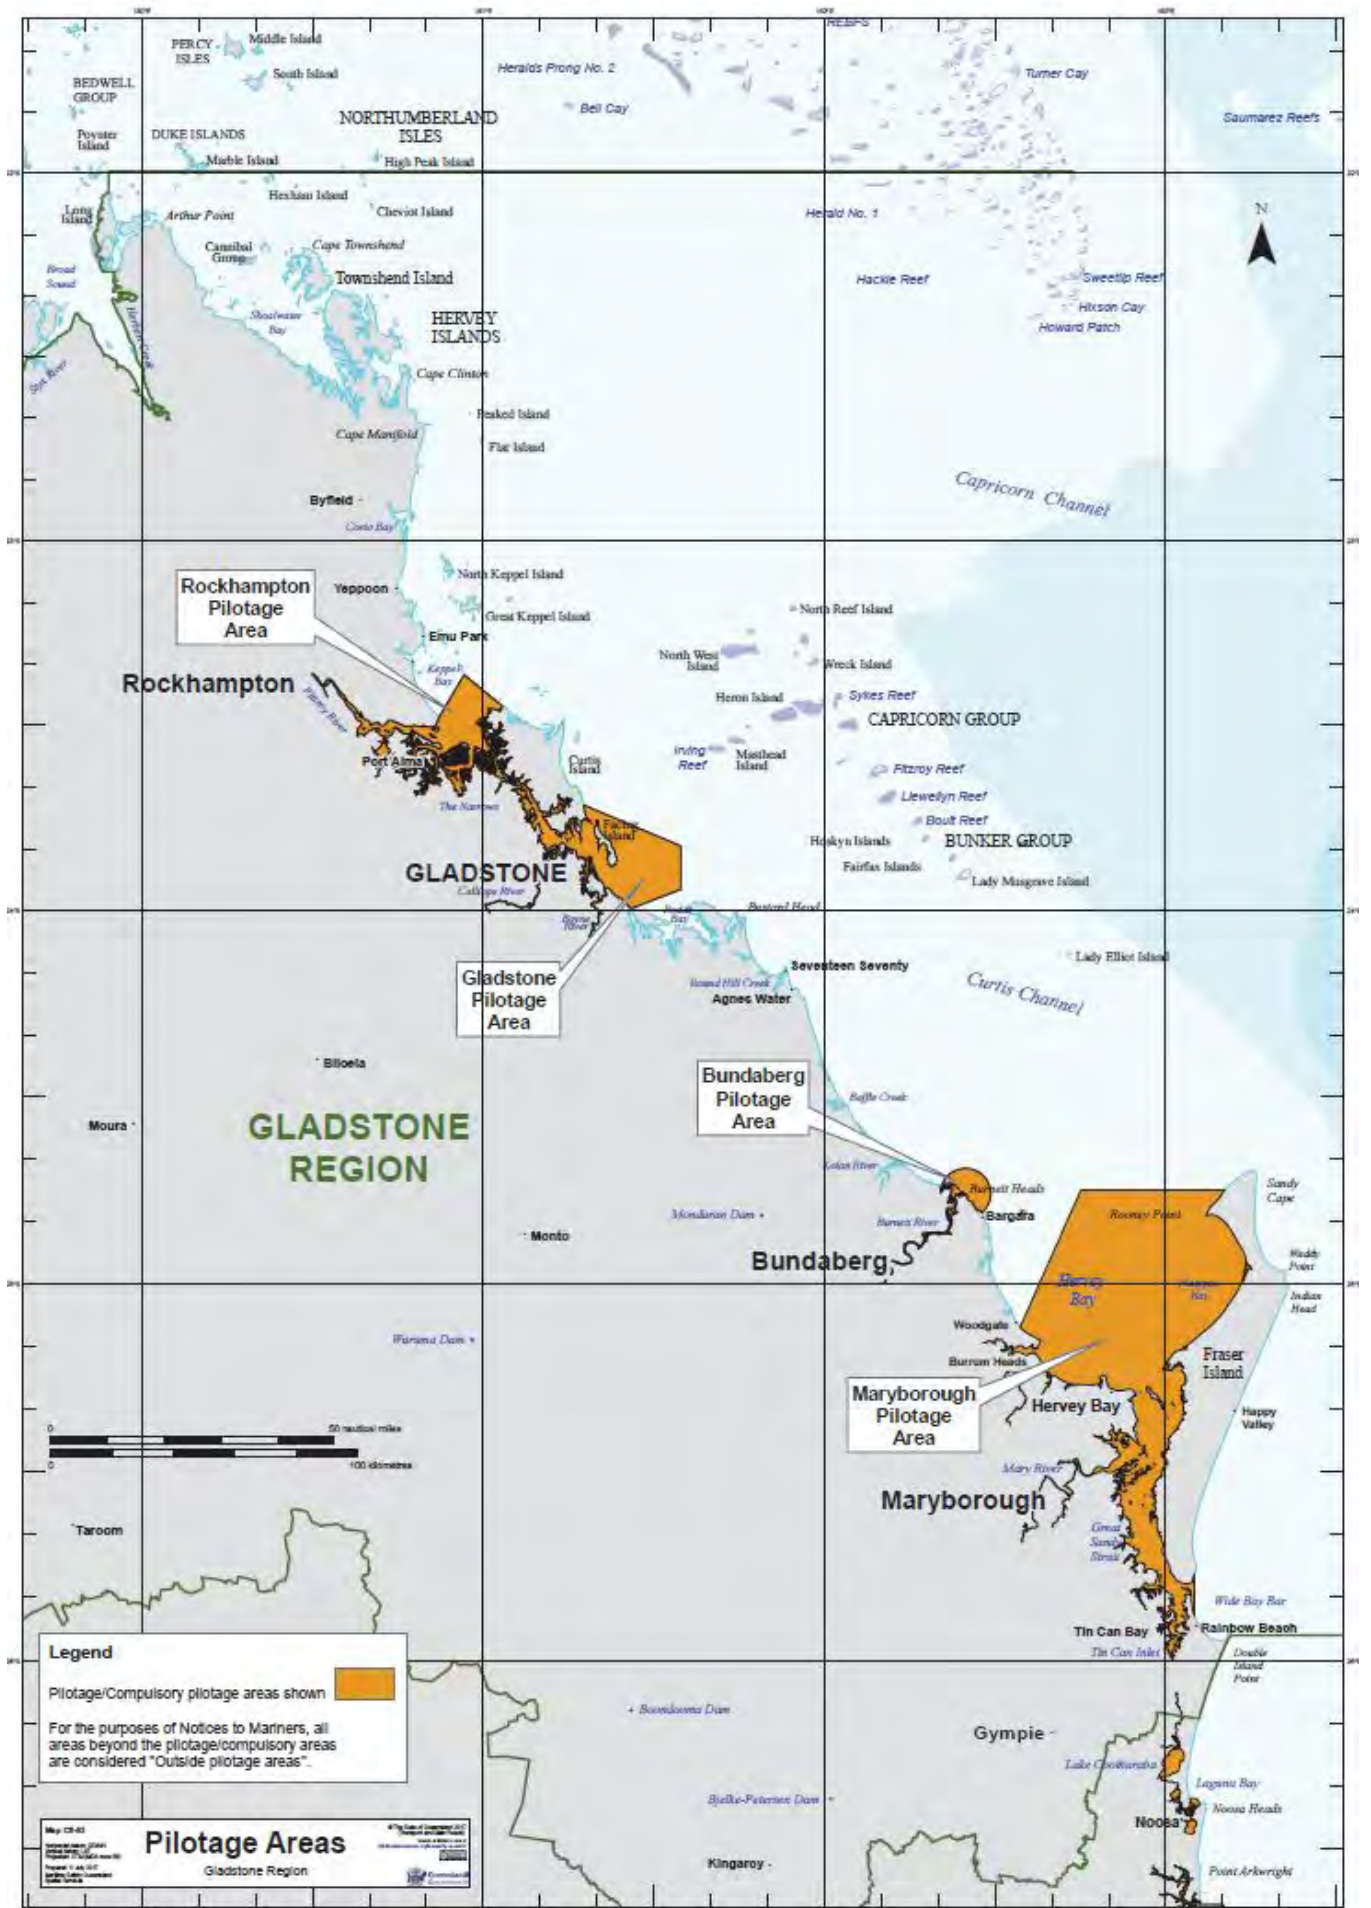 REEFS
PERCY
ISLES
Middle Island
South Island
Heralds Prong No. 2
Turner Cay
BEDWELL
GROUP
Bell Cay
Saumarez Reefs
NORTHUMBERLAND
ISLES
Poynter
Island
DUKE ISLANDS
Marble Island
High Peak Island
Hexham Island
Cheviot Island
Long
Island
Arthur Point
Herald No. 1
N
Cannibal
Group
Cape Townshend
Townshend Island
Broad
Sound
Hackie Reef
Sweetlip Reef
Hixson Cay
Howard Patch
Shoalwater
Bay
HERVEY
ISLANDS
Herbert Creek
Styx River
Cape Clinton
Peaked Island
Cape Manifold
Flat Island
Capricorn Channel
Byfield
Corio Bay
Rockhampton
Pilotage
Area
Yeppoon
North Keppel Island
Great Keppel Island
North Reef Island
Emu Park
Keppel
Bay
North West
Island
Wreck Island
Rockhampton
Fitzroy River
Heron Island
Sykes Reef
CAPRICORN GROUP
Port Alma
Curtis
Island
Irving
Reef
Masthead
Island
Fitzroy Reef
Llewellyn Reef
The Narrows
Facing
Island
Boult Reef
Hoskyn Islands
BUNKER GROUP
GLADSTONE
Fairfax Islands
Lady Musgrave Island
Calliope River
Boyne
River
Rodds
Bay
Bustard Head
Lady Elliot Island
Seventeen Seventy
Gladstone
Pilotage
Area
Round Hill Creek
Agnes Water
Curtis Channel
Biloela
Bundaberg
Pilotage
Area
Baffle Creek
Moura
GLADSTONE
REGION
Kolan River
Burnett Heads
Sandy
Cape
Monduran Dam
Burnett River
Bargara
Rooney Point
Monto
Bundaberg
Waddy
Point
Hervey
Bay
Platypus
Bay
Indian
Head
Woodgate
Wuruma Dam
Burrum Heads
Fraser
Island
Maryborough
Pilotage
Area
Hervey Bay
Happy
Valley
0
50 nautical miles
0
100 kilometres
Mary River
Maryborough
Taroom
Great
Sandy
Strait
Wide Bay Bar
Tin Can Bay
Rainbow Beach
Tin Can Inlet
Double
Island
Point
Legend
Pilotage/Compulsory pilotage areas shown
For the purposes of Notices to Mariners, all
areas beyond the pilotage/compulsory areas
are considered "Outside pilotage areas".
Boondooma Dam
Gympie
Lake Cootharaba
Laguna Bay
Bjelke-Petersen Dam
Noosa Heads
Noosa
Kingaroy
Point Arkwright
Pilotage Areas
Gladstone Region